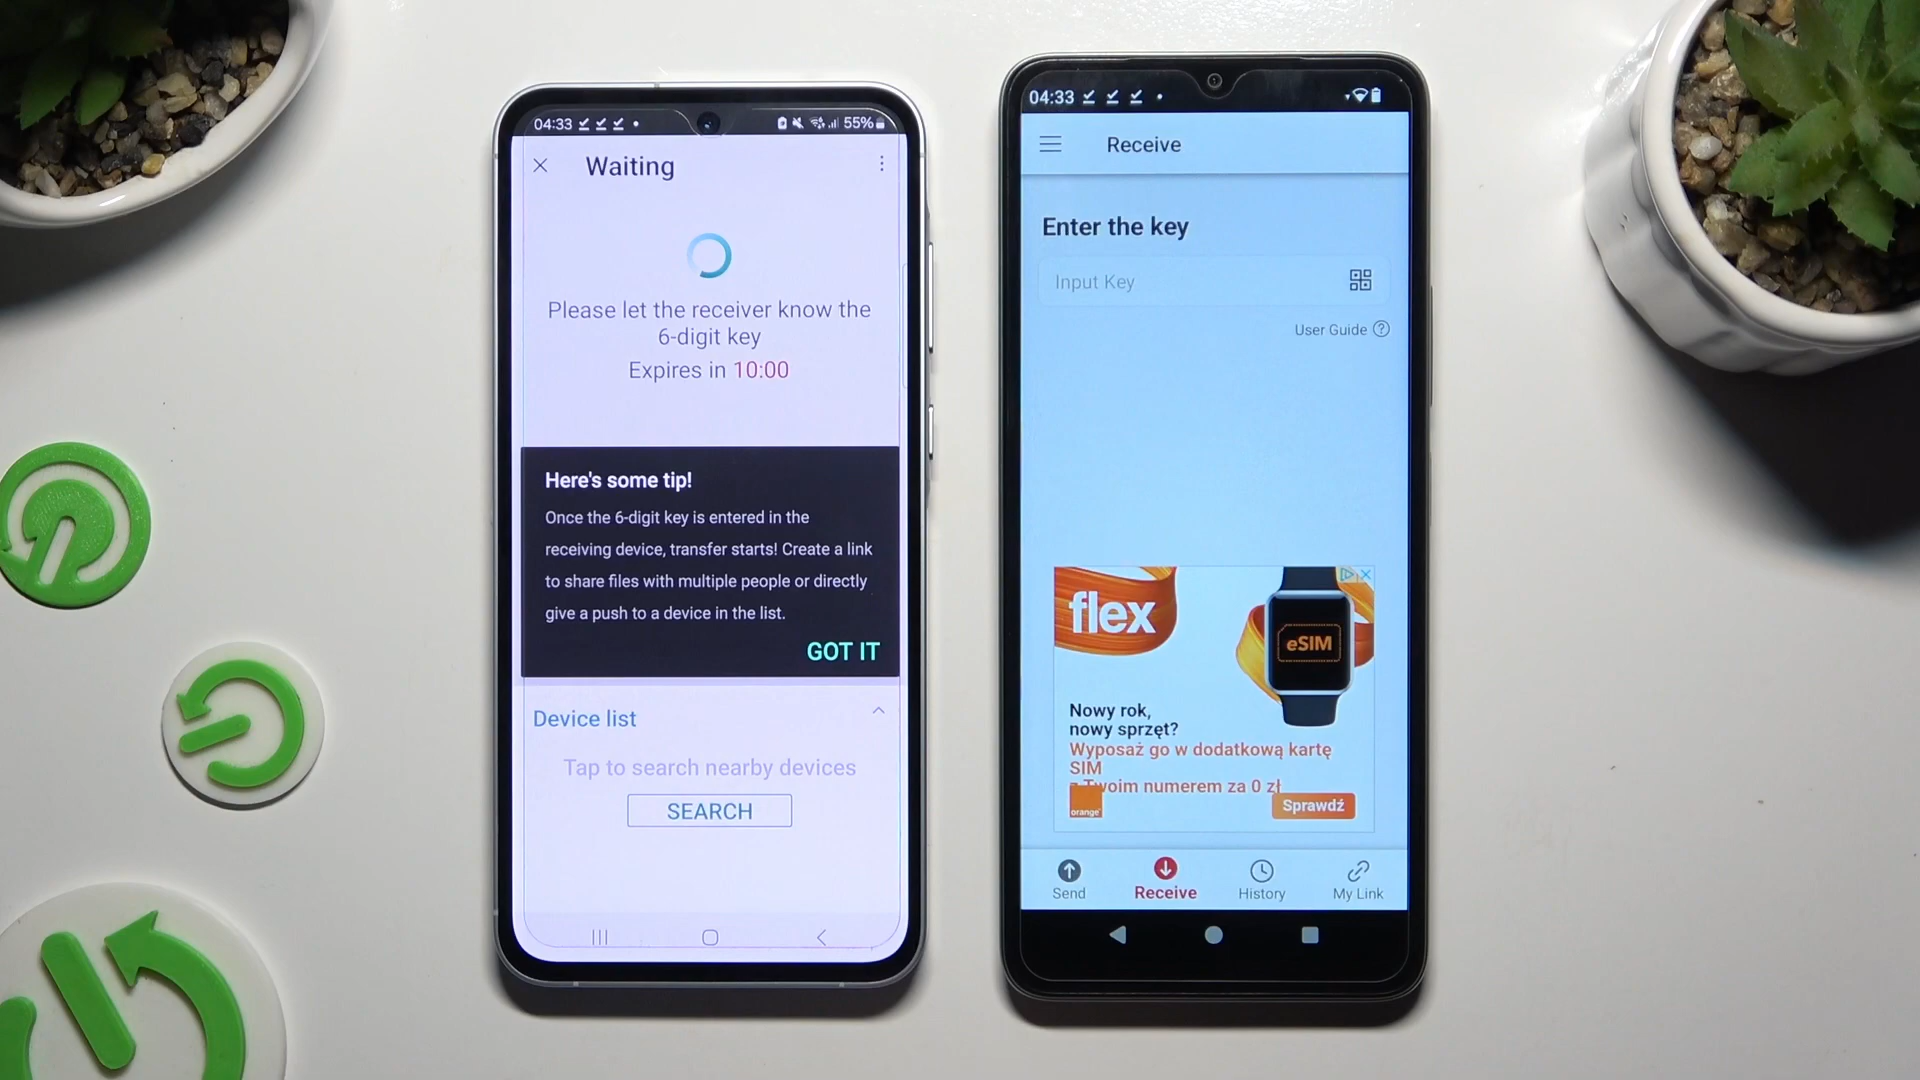 04:33
55%
Waiting
Please let the receiver know the
6-digit key
Expires in 10:00
Here's some tip!
Once the 6-digit key is entered in the
receiving device, transfer starts! Create a link
to share files with multiple people or directly
give a push to a device in the list.
GOT IT
Device list
Tap to search nearby devices
SEARCH
04:33
Receive
Enter the key
Input Key
User Guide ?
flex
eSIM
Nowy rok,
nowy sprzęt?
Wyposaż go w dodatkową kartę
SIM
z Twoim numerem za 0 zł
orange
Sprawdź
Send
Receive
History
My Link